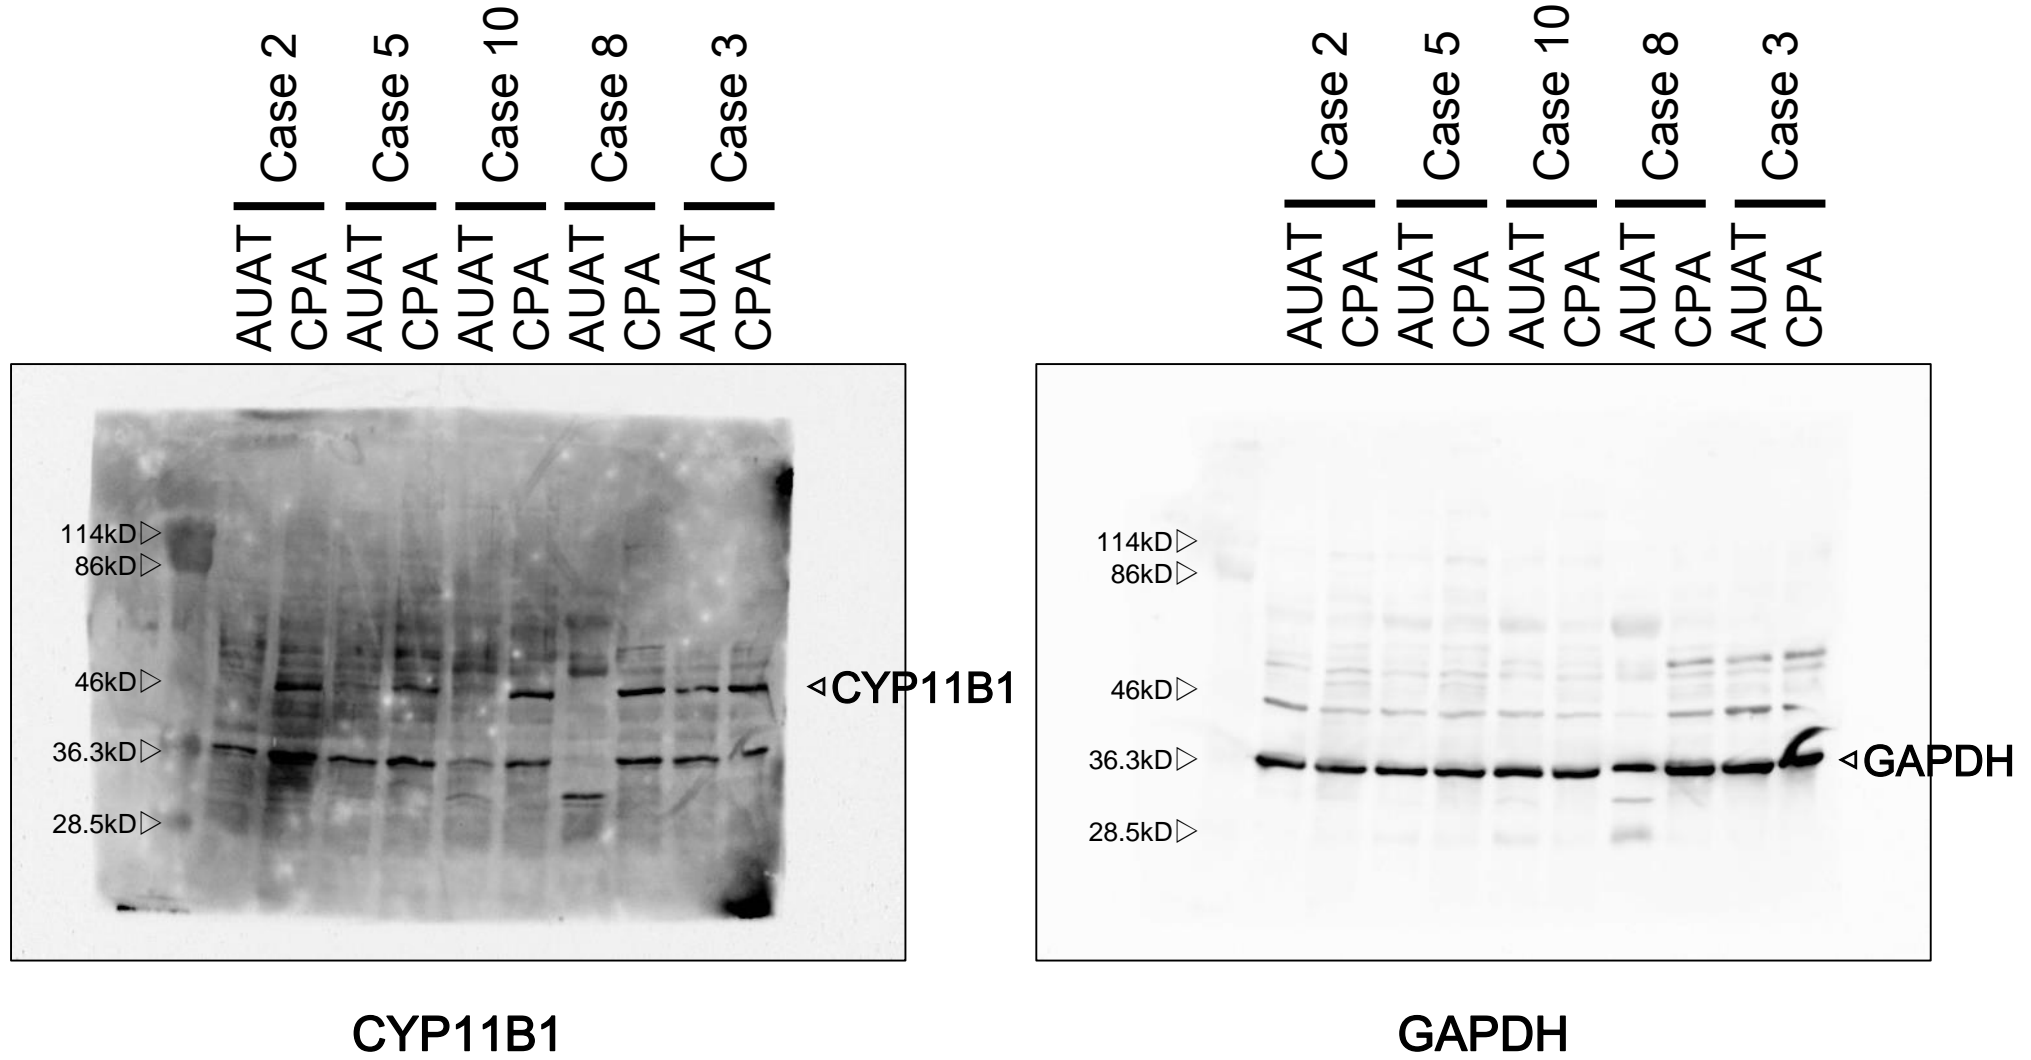 Case 2
Case 5
Case 10
Case 8
Case 3
AUAT
CPA
AUAT
CPA
AUAT
CPA
AUAT
CPA
AUAT
CPA
114kD
86kD
46kD
36.3kD
28.5kD
CYP11B1
CYP11B1
Case 2
Case 5
Case 10
Case 8
Case 3
AUAT
CPA
AUAT
CPA
AUAT
CPA
AUAT
CPA
AUAT
CPA
114kD
86kD
46kD
36.3kD
28.5kD
GAPDH
GAPDH